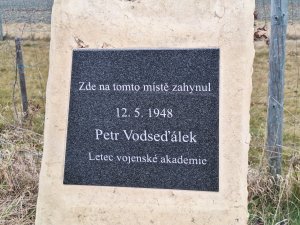 Zde na tomto místě zahynul
12. 5. 1948
Petr Vodseďálek
Letec vojenské akademie